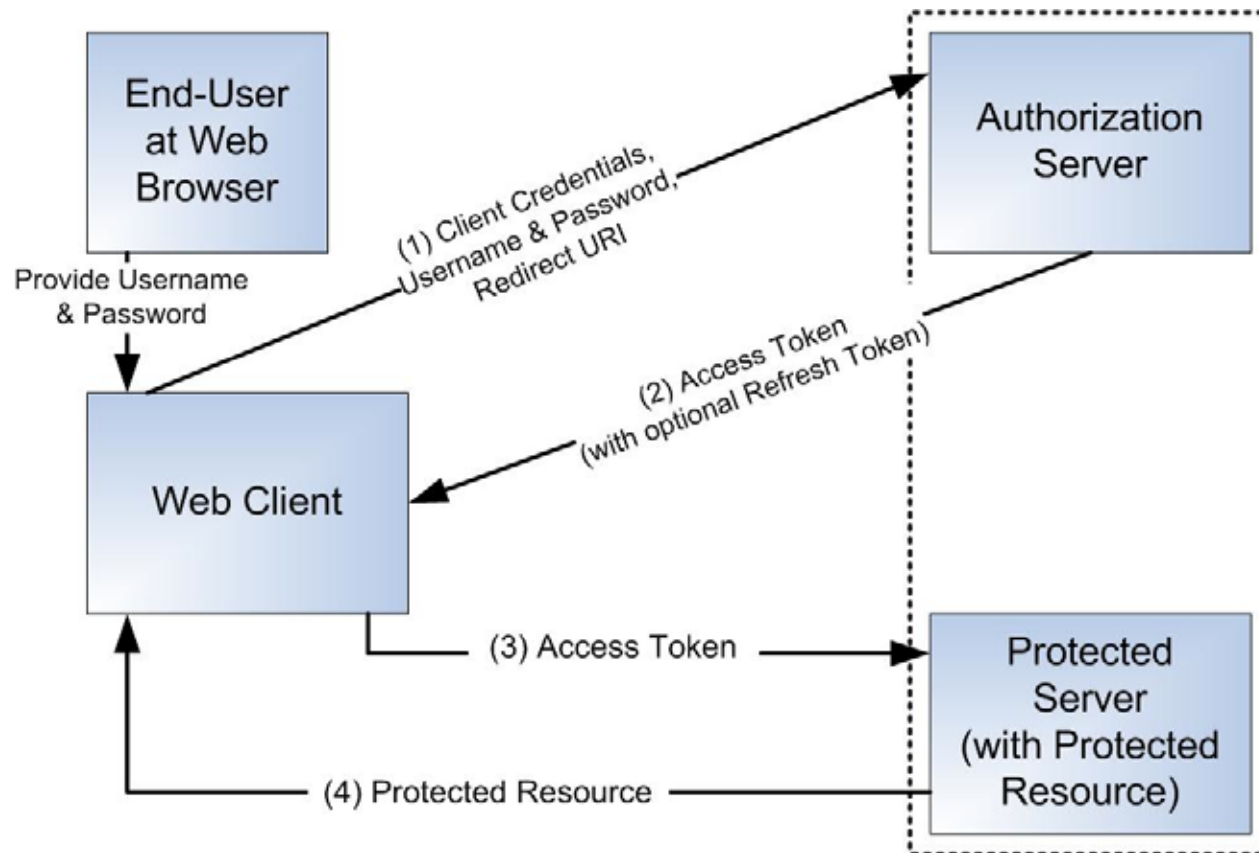 End-User
at Web
Browser
Authorization
Server
(1) Client Credentials,
Username & Password,
Redirect URI
Provide Username
& Password
(2) Access Token
(with optional Refresh Token)
Web Client
(3) Access Token
Protected
Server
(with Protected
Resource)
(4) Protected Resource